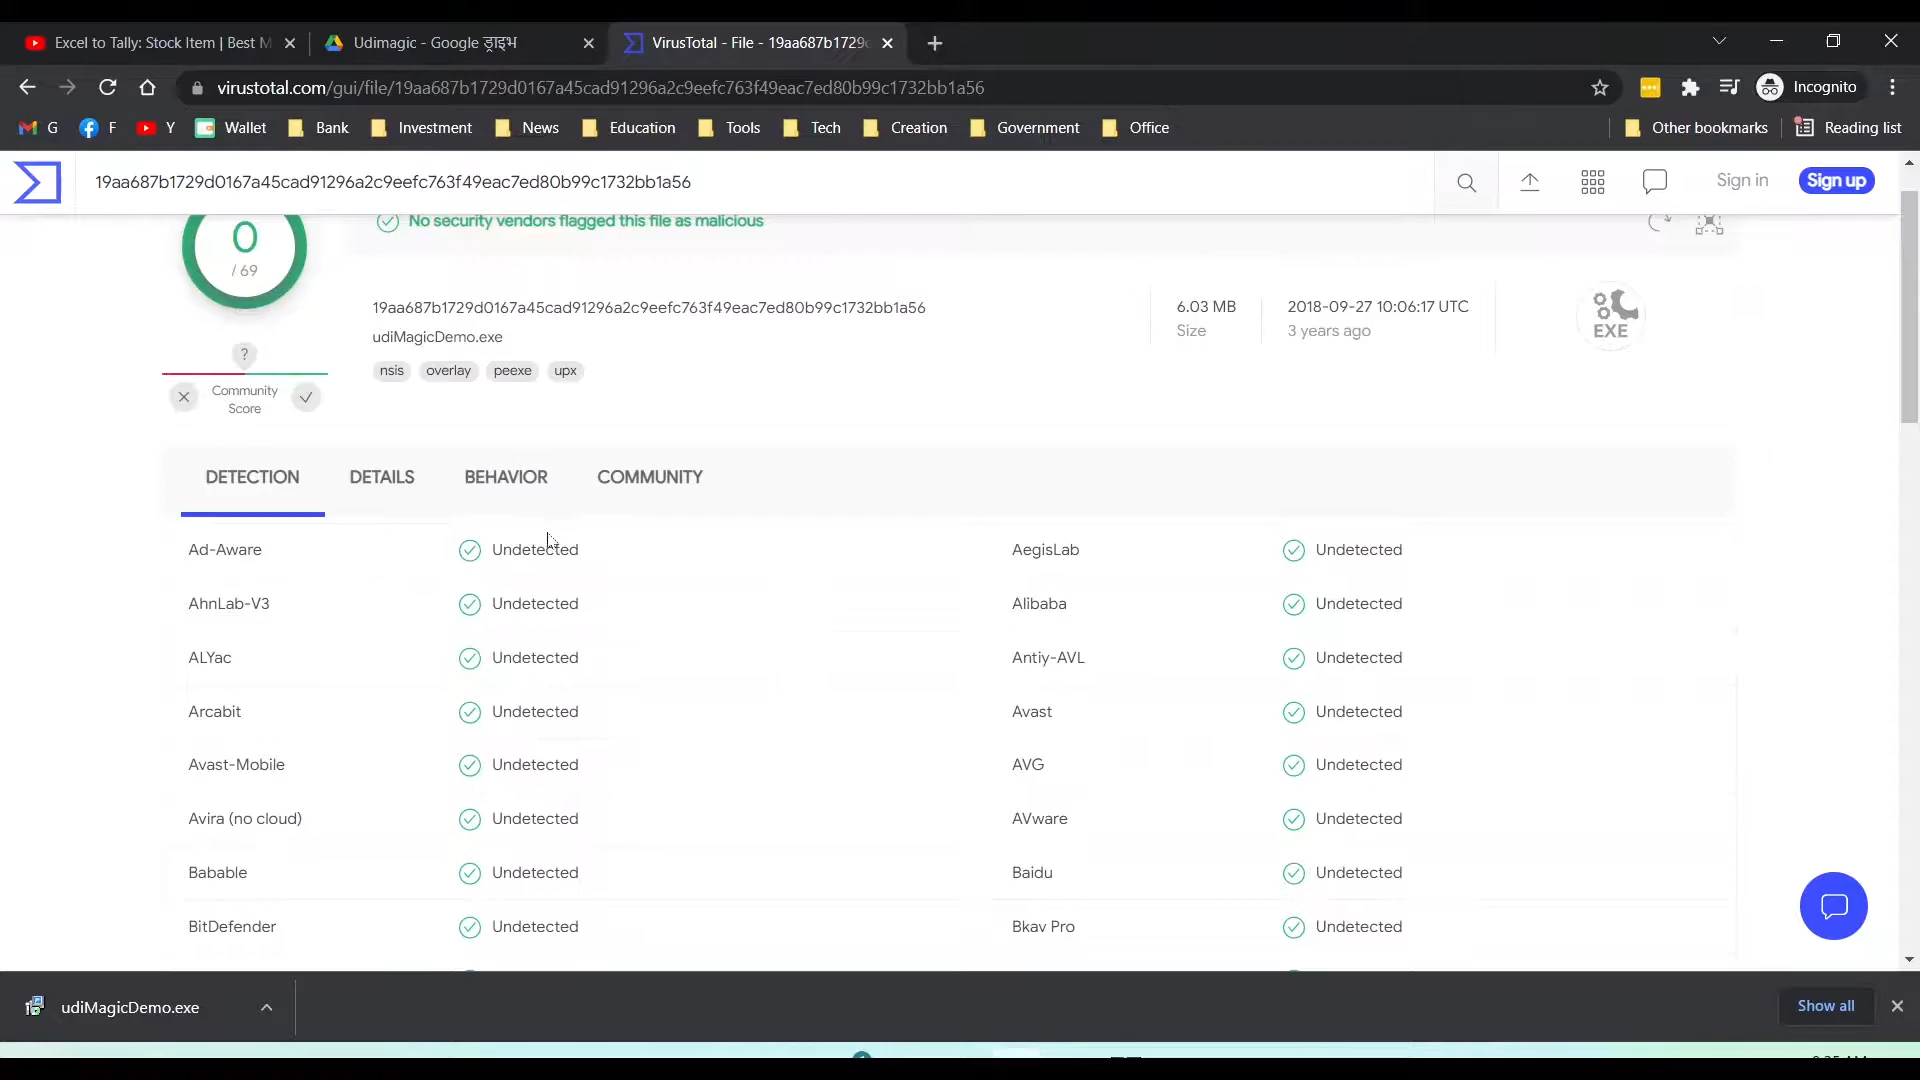 Excel to Tally: Stock Item | Best M
Udimagic - Google ड्राइभ
VirusTotal - File - 19aa687b1729
virustotal.com/gui/file/19aa687b1729d0167a45cad91296a2c9eefc763f49eac7ed80b99c1732bb1a56
Incognito
G F Y Wallet Bank Investment News Education Tools Tech Creation Government Office Other bookmarks Reading list
19aa687b1729d0167a45cad91296a2c9eefc763f49eac7ed80b99c1732bb1a56
Sign in Sign up
0
/ 69
No security vendors flagged this file as malicious
19aa687b1729d0167a45cad91296a2c9eefc763f49eac7ed80b99c1732bb1a56
udiMagicDemo.exe
nsis overlay peexe upx
6.03 MB
Size
2018-09-27 10:06:17 UTC
3 years ago
EXE
?
Community
Score
DETECTION DETAILS BEHAVIOR COMMUNITY
Ad-Aware Undetected AegisLab Undetected
AhnLab-V3 Undetected Alibaba Undetected
ALYac Undetected Antiy-AVL Undetected
Arcabit Undetected Avast Undetected
Avast-Mobile Undetected AVG Undetected
Avira (no cloud) Undetected AVware Undetected
Babable Undetected Baidu Undetected
BitDefender Undetected Bkav Pro Undetected
udiMagicDemo.exe
Show all